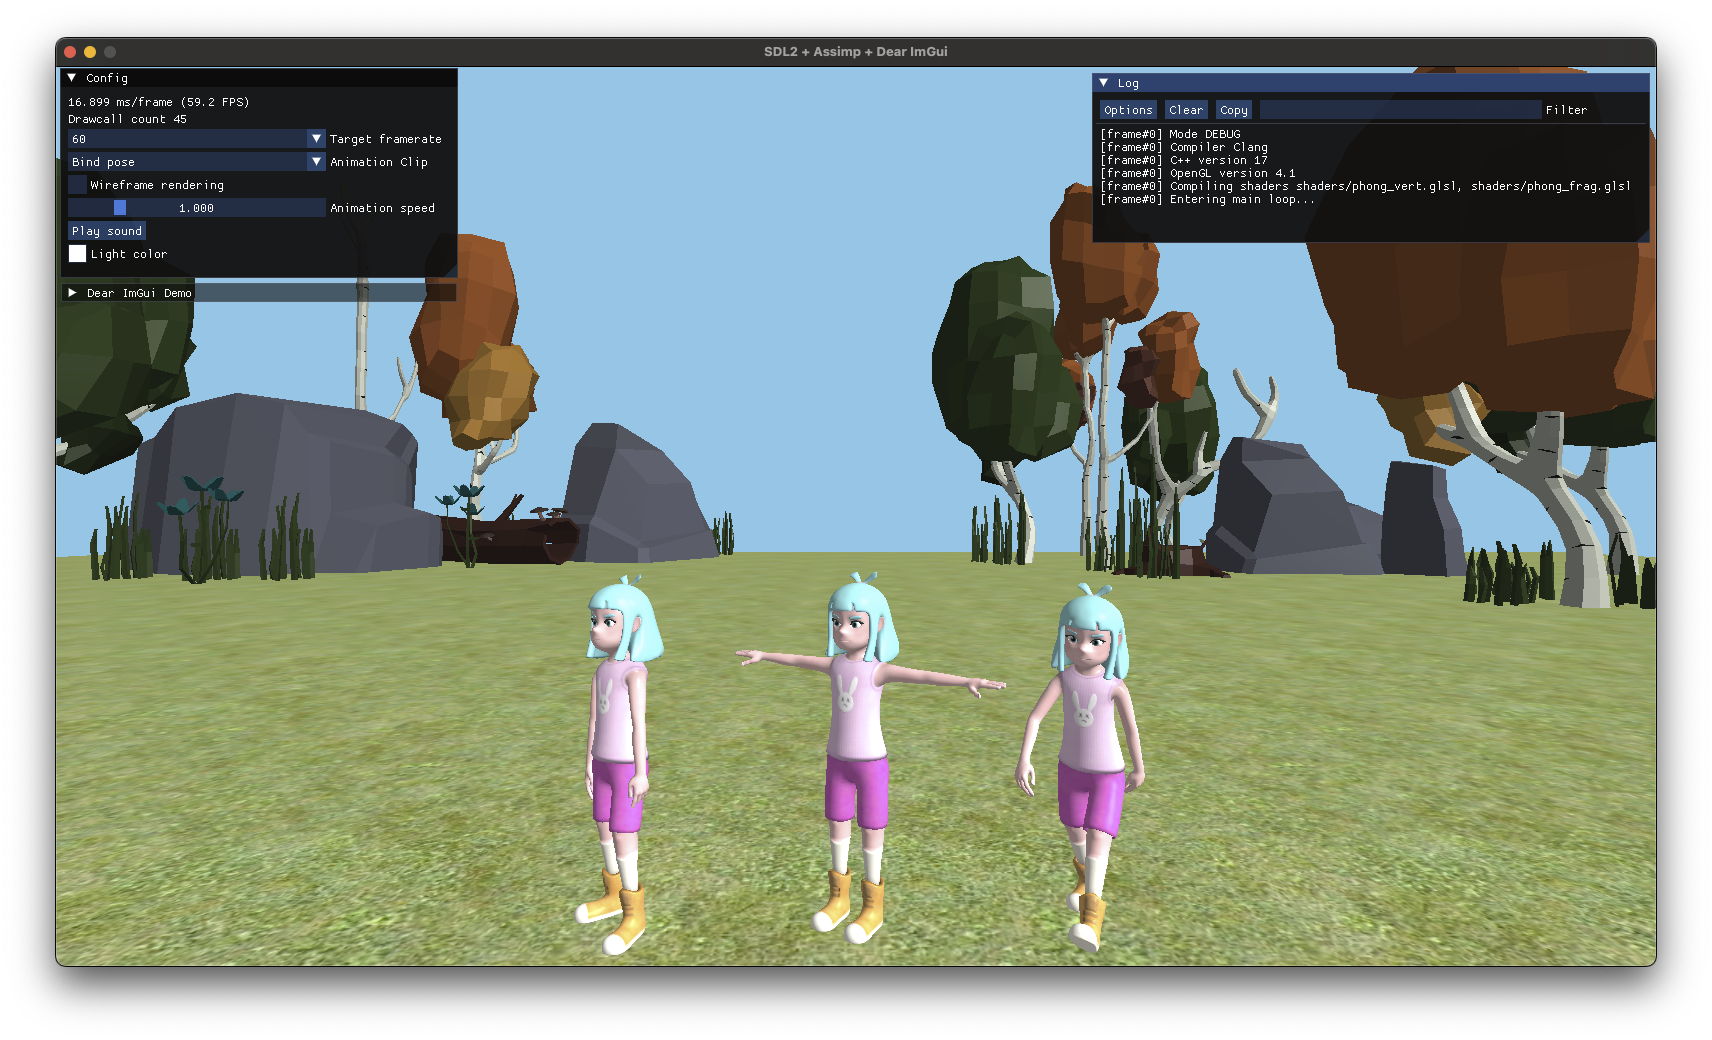 SDL2 + Assimp + Dear ImGui
Config
16.899 ms/frame (59.2 FPS)
Drawcall count 45
60 Target framerate
Bind pose Animation Clip
Wireframe rendering
1.000 Animation speed
Play sound
Light color
Dear ImGui Demo
Log
Options Clear Copy Filter
[frame#0] Mode DEBUG
[frame#0] Compiler Clang
[frame#0] C++ version 17
[frame#0] OpenGL version 4.1
[frame#0] Compiling shaders shaders/phong_vert.glsl, shaders/phong_frag.glsl
[frame#0] Entering main loop...